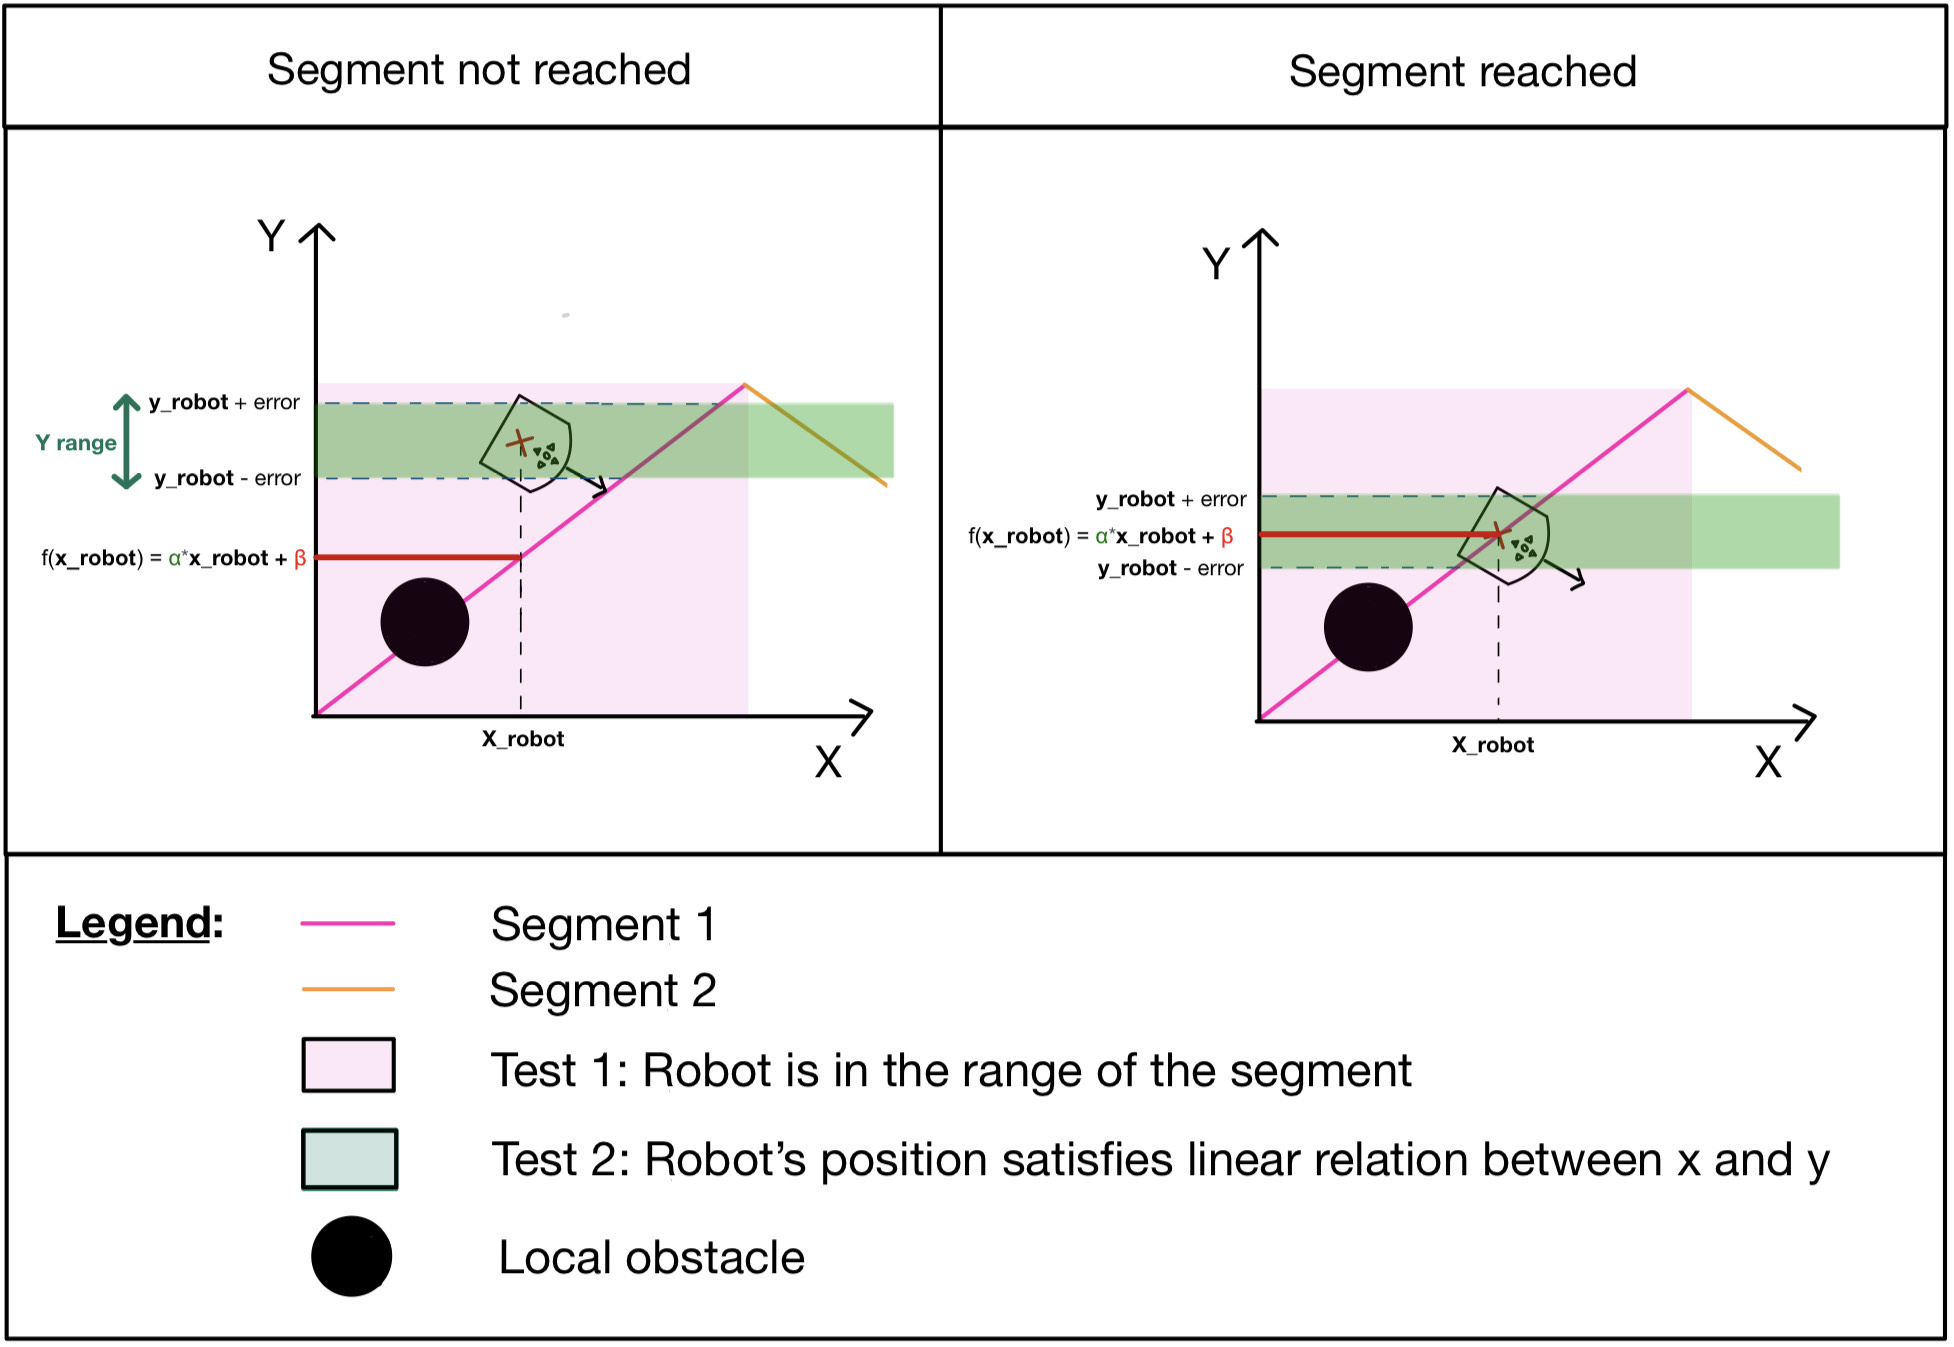 Segment not reached
Segment reached
Y
y_robot + error
Y range
y_robot - error
f(x_robot) = α*x_robot + β
X_robot
X
Y
y_robot + error
f(x_robot) = α*x_robot + β
y_robot - error
X_robot
X
Legend:
Segment 1
Segment 2
Test 1: Robot is in the range of the segment
Test 2: Robot’s position satisfies linear relation between x and y
Local obstacle